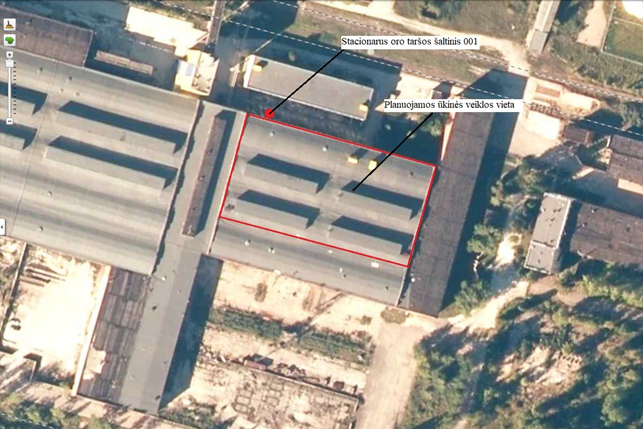 Stacionarus oro taršos šaltinis 001
Planuojamos ūkinės veiklos vieta